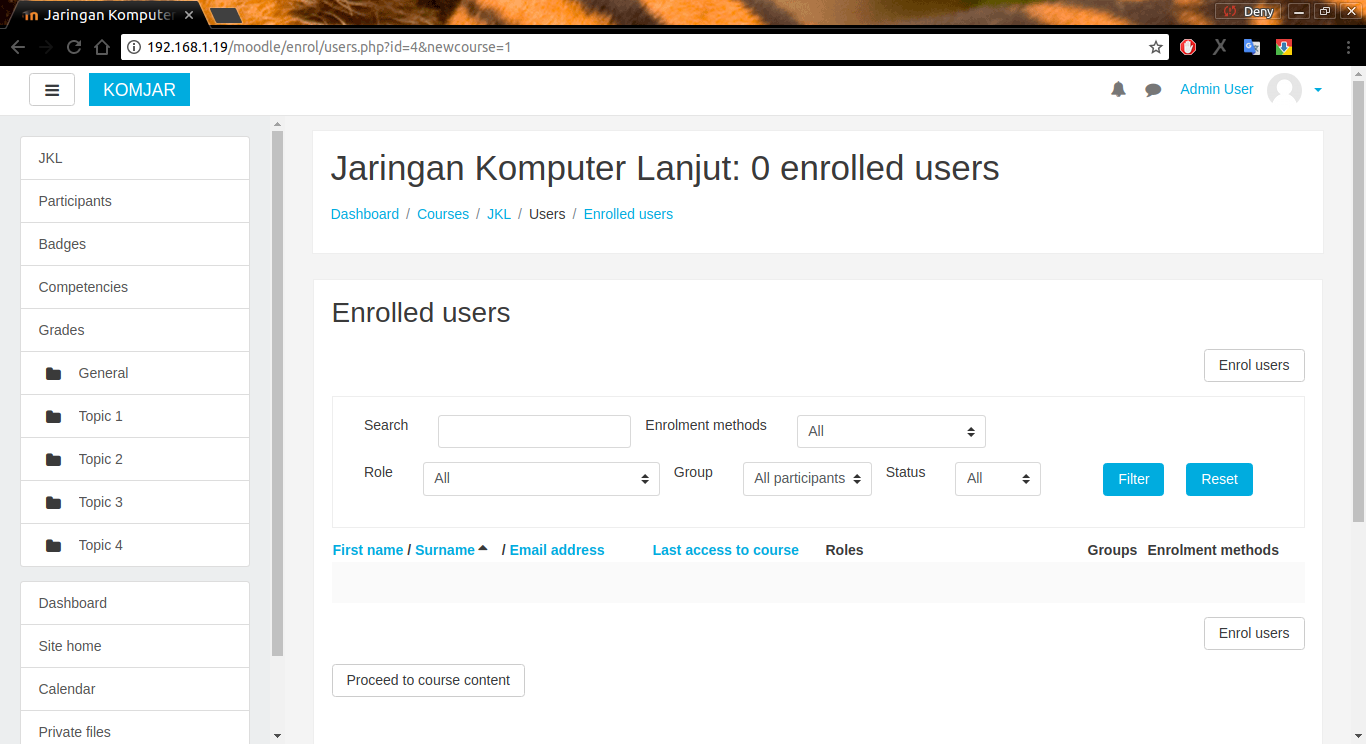 Jaringan Komputer
Deny
192.168.1.19/moodle/enrol/users.php?id=4&newcourse=1
KOMJAR
Admin User
JKL
Participants
Badges
Competencies
Grades
General
Topic 1
Topic 2
Topic 3
Topic 4
Dashboard
Site home
Calendar
Private files
Jaringan Komputer Lanjut: 0 enrolled users
Dashboard / Courses / JKL / Users / Enrolled users
Enrolled users
Enrol users
Search Enrolment methods All
Role All Group All participants Status All Filter Reset
First name / Surname / Email address Last access to course Roles Groups Enrolment methods
Enrol users
Proceed to course content